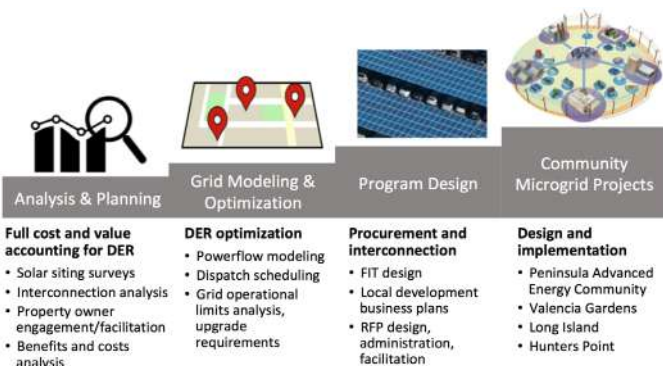 Analysis & Planning
Grid Modeling &
Optimization
Program Design
Community
Microgrid Projects
Full cost and value
accounting for DER
• Solar siting surveys
• Interconnection analysis
• Property owner
engagement/facilitation
• Benefits and costs
analysis
DER optimization
• Powerflow modeling
• Dispatch scheduling
• Grid operational
limits analysis,
upgrade
requirements
Procurement and
interconnection
• FIT design
• Local development
business plans
• RFP design,
administration,
facilitation
Design and
implementation
• Peninsula Advanced
Energy Community
• Valencia Gardens
• Long Island
• Hunters Point